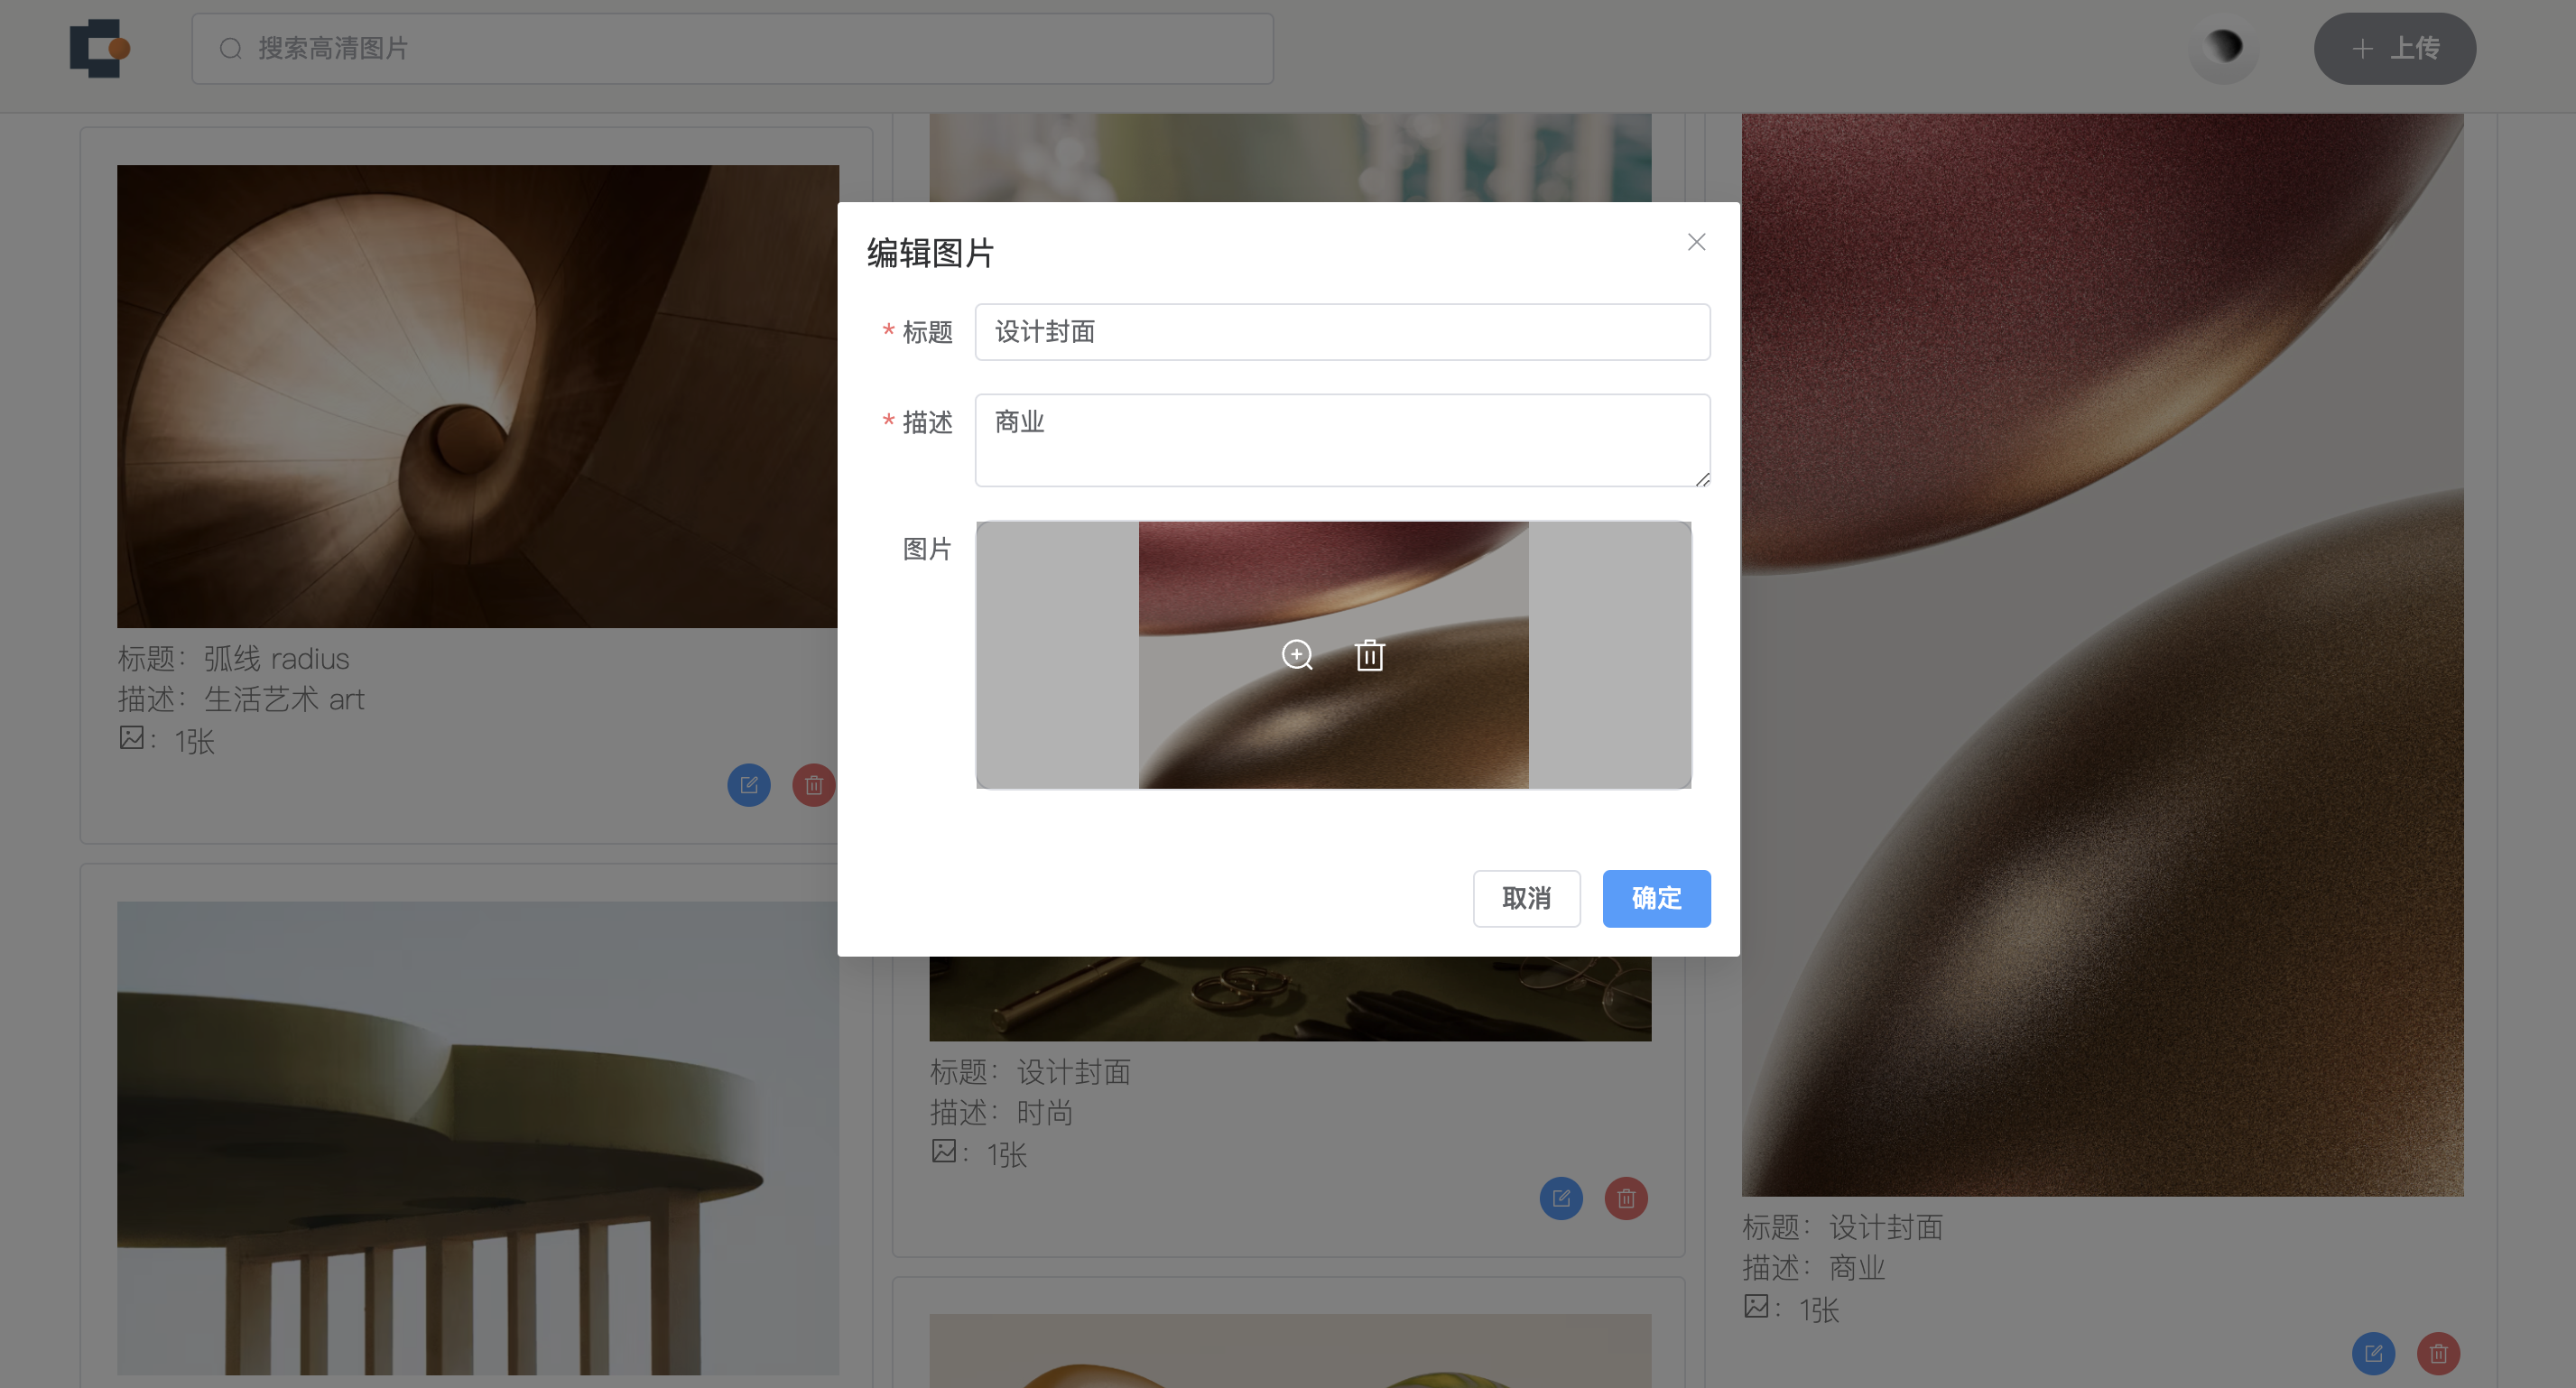 搜索高清图片
上传
编辑图片
* 标题
设计封面
* 描述
商业
图片
取消
确定
标题：弧线 radius
描述：生活艺术 art
：1张
标题：设计封面
描述：时尚
：1张
标题：设计封面
描述：商业
：1张